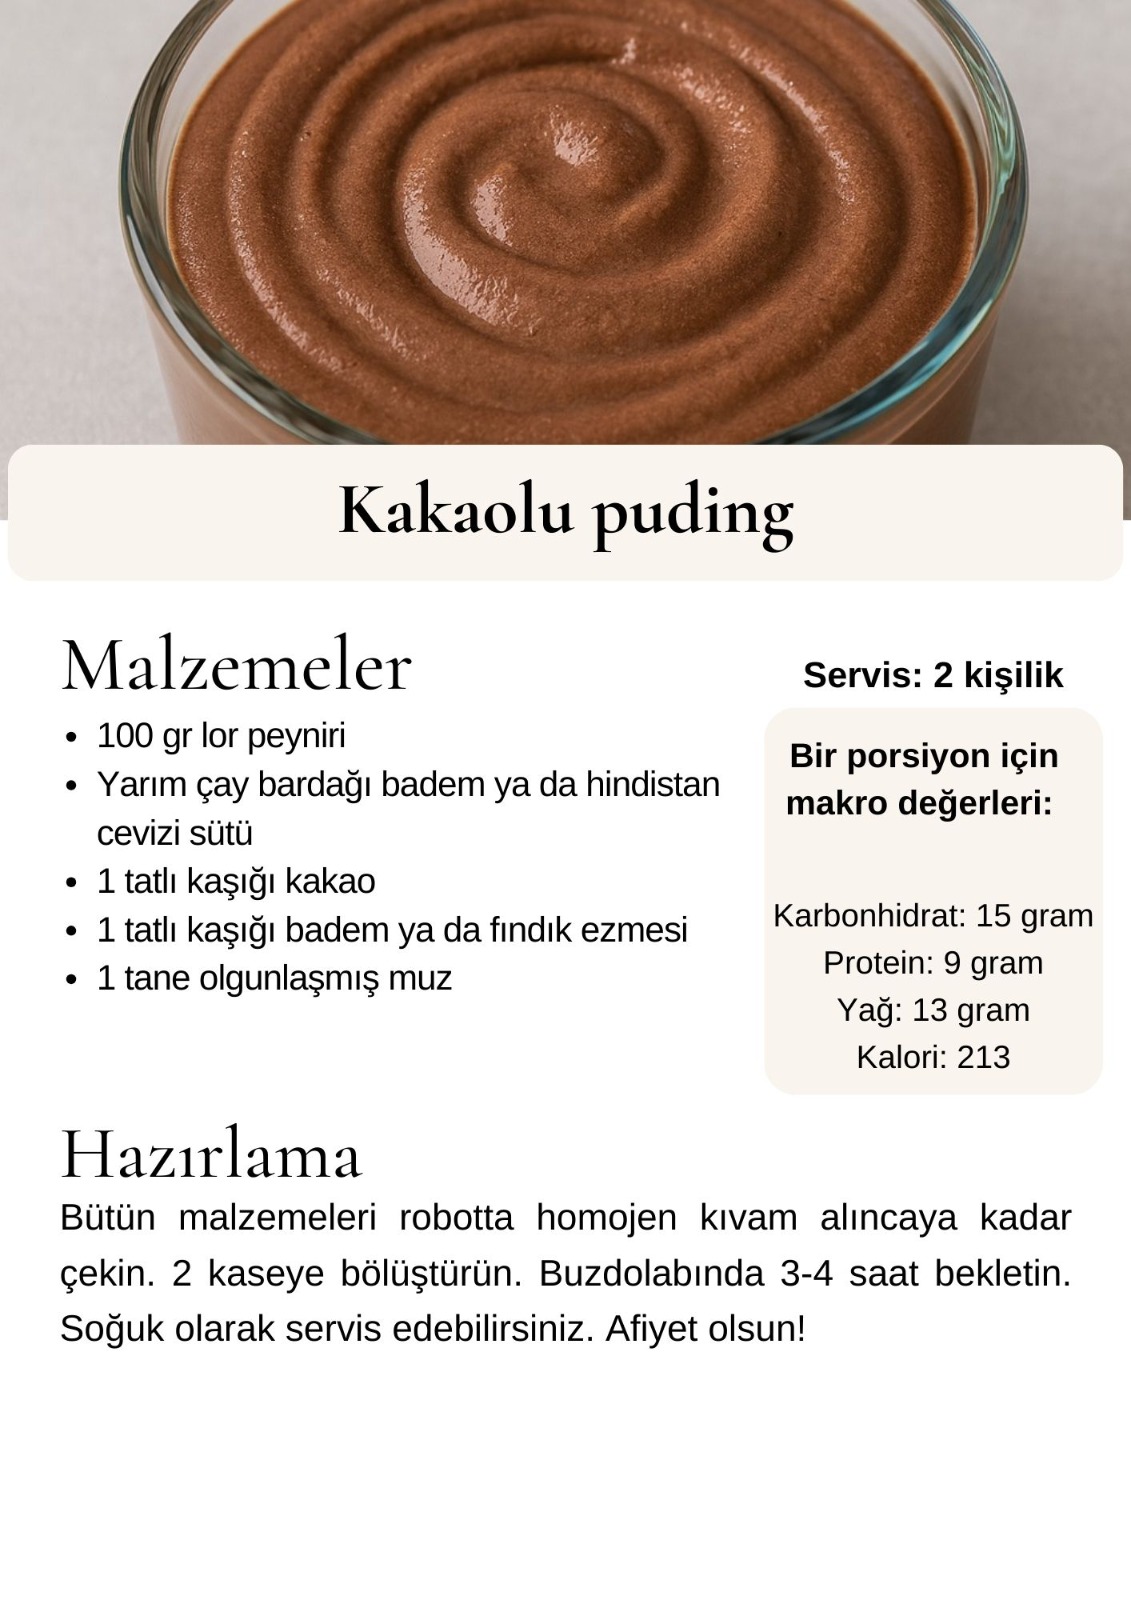 Kakaolu puding
Malzemeler
• 100 gr lor peyniri
• Yarım çay bardağı badem ya da hindistan
cevizi sütü
• 1 tatlı kaşığı kakao
• 1 tatlı kaşığı badem ya da fındık ezmesi
• 1 tane olgunlaşmış muz
Servis: 2 kişilik
Bir porsiyon için
makro değerleri:
Karbonhidrat: 15 gram
Protein: 9 gram
Yağ: 13 gram
Kalori: 213
Hazırlama
Bütün malzemeleri robotta homojen kıvam alıncaya kadar
çekin. 2 kaseye bölüştürün. Buzdolabında 3-4 saat bekletin.
Soğuk olarak servis edebilirsiniz. Afiyet olsun!